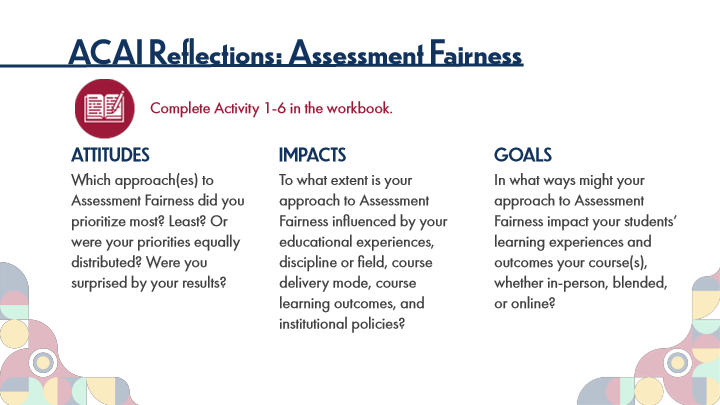 ACAI Reflections: Assessment Fairness
Complete Activity 1-6 in the workbook.
ATTITUDES
Which approach(es) to
Assessment Fairness did you
prioritize most? Least? Or
were your priorities equally
distributed? Were you
surprised by your results?
IMPACTS
To what extent is your
approach to Assessment
Fairness influenced by your
educational experiences,
discipline or field, course
delivery mode, course
learning outcomes, and
institutional policies?
GOALS
In what ways might your
approach to Assessment
Fairness impact your students’
learning experiences and
outcomes your course(s),
whether in-person, blended,
or online?